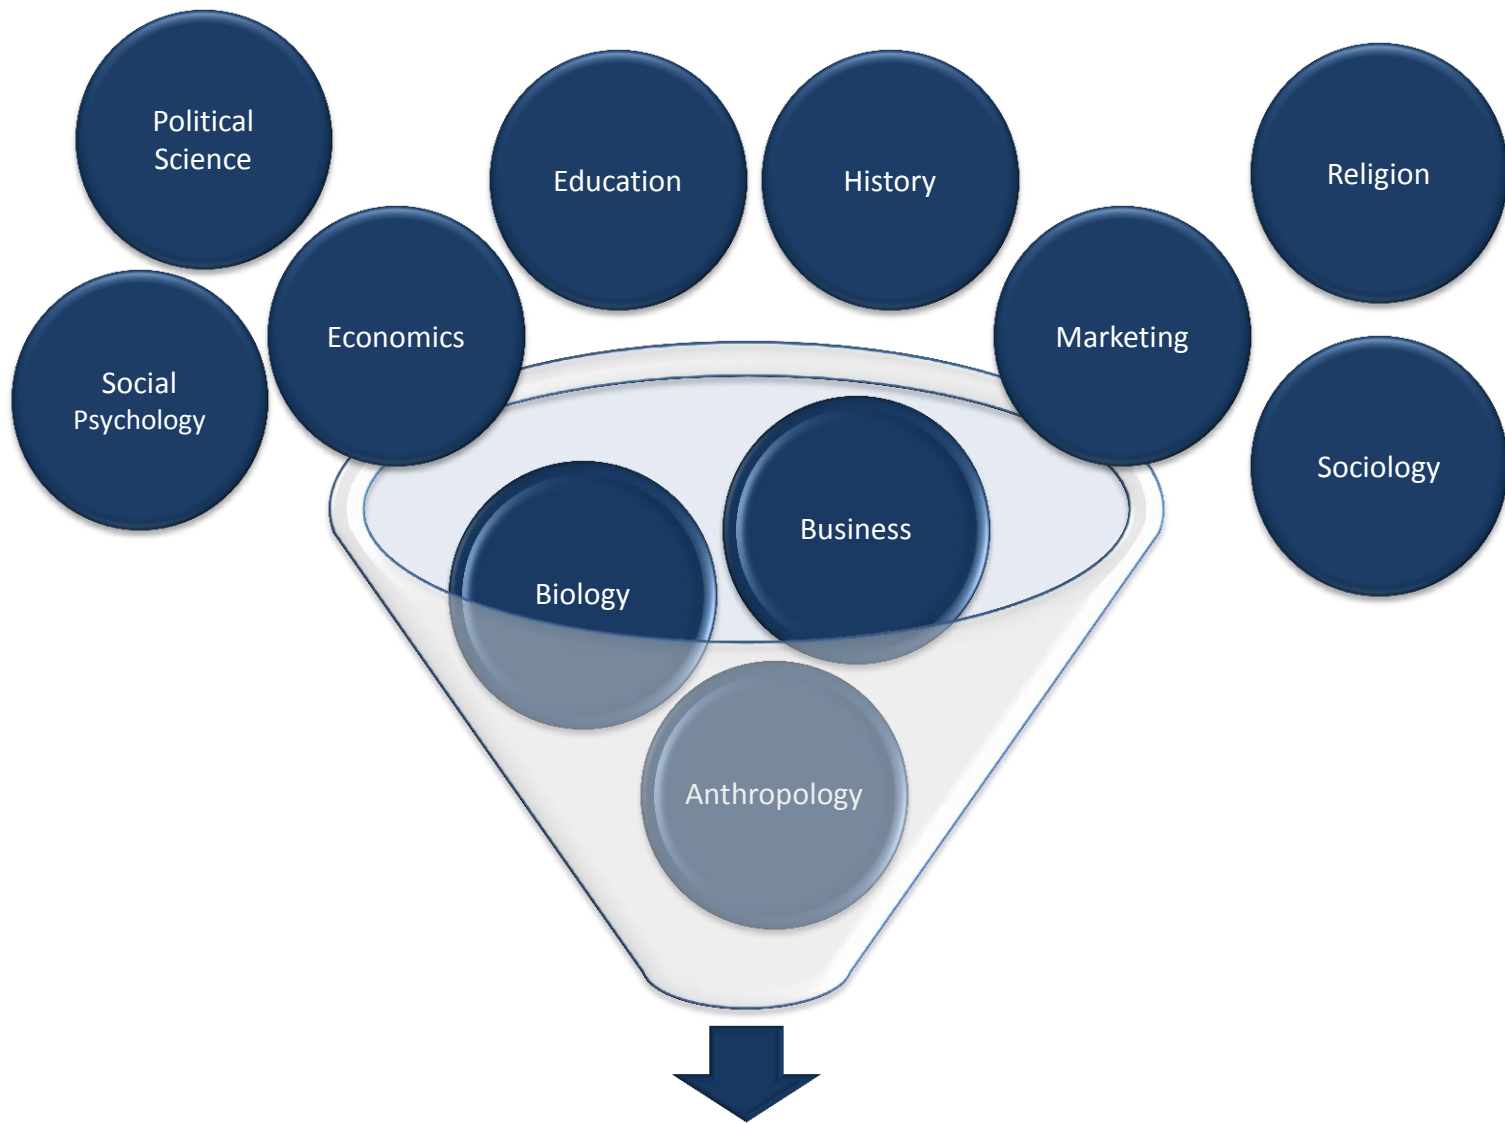 Political
Science
Education
History
Religion
Economics
Marketing
Social
Psychology
Sociology
Business
Biology
Anthropology